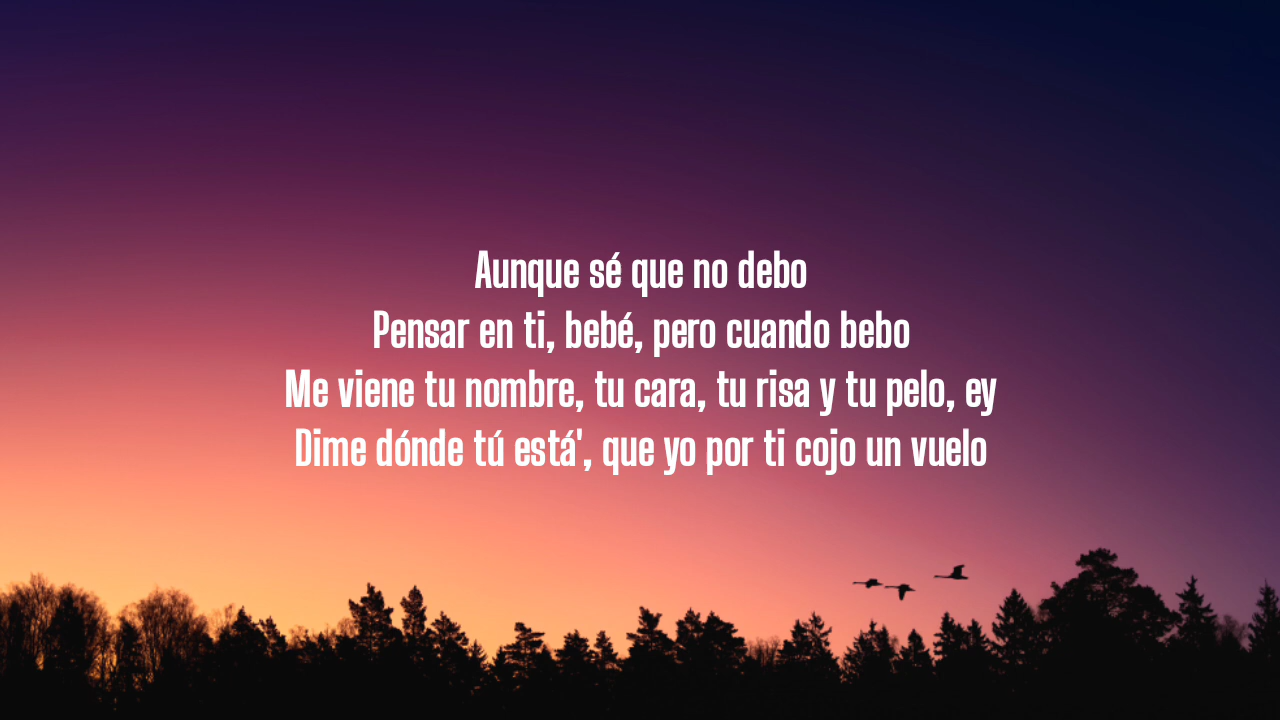 Aunque sé que no debo
Pensar en ti, bebé, pero cuando bebo
Me viene tu nombre, tu cara, tu risa y tu pelo, ey
Dime dónde tú está', que yo por ti cojo un vuelo